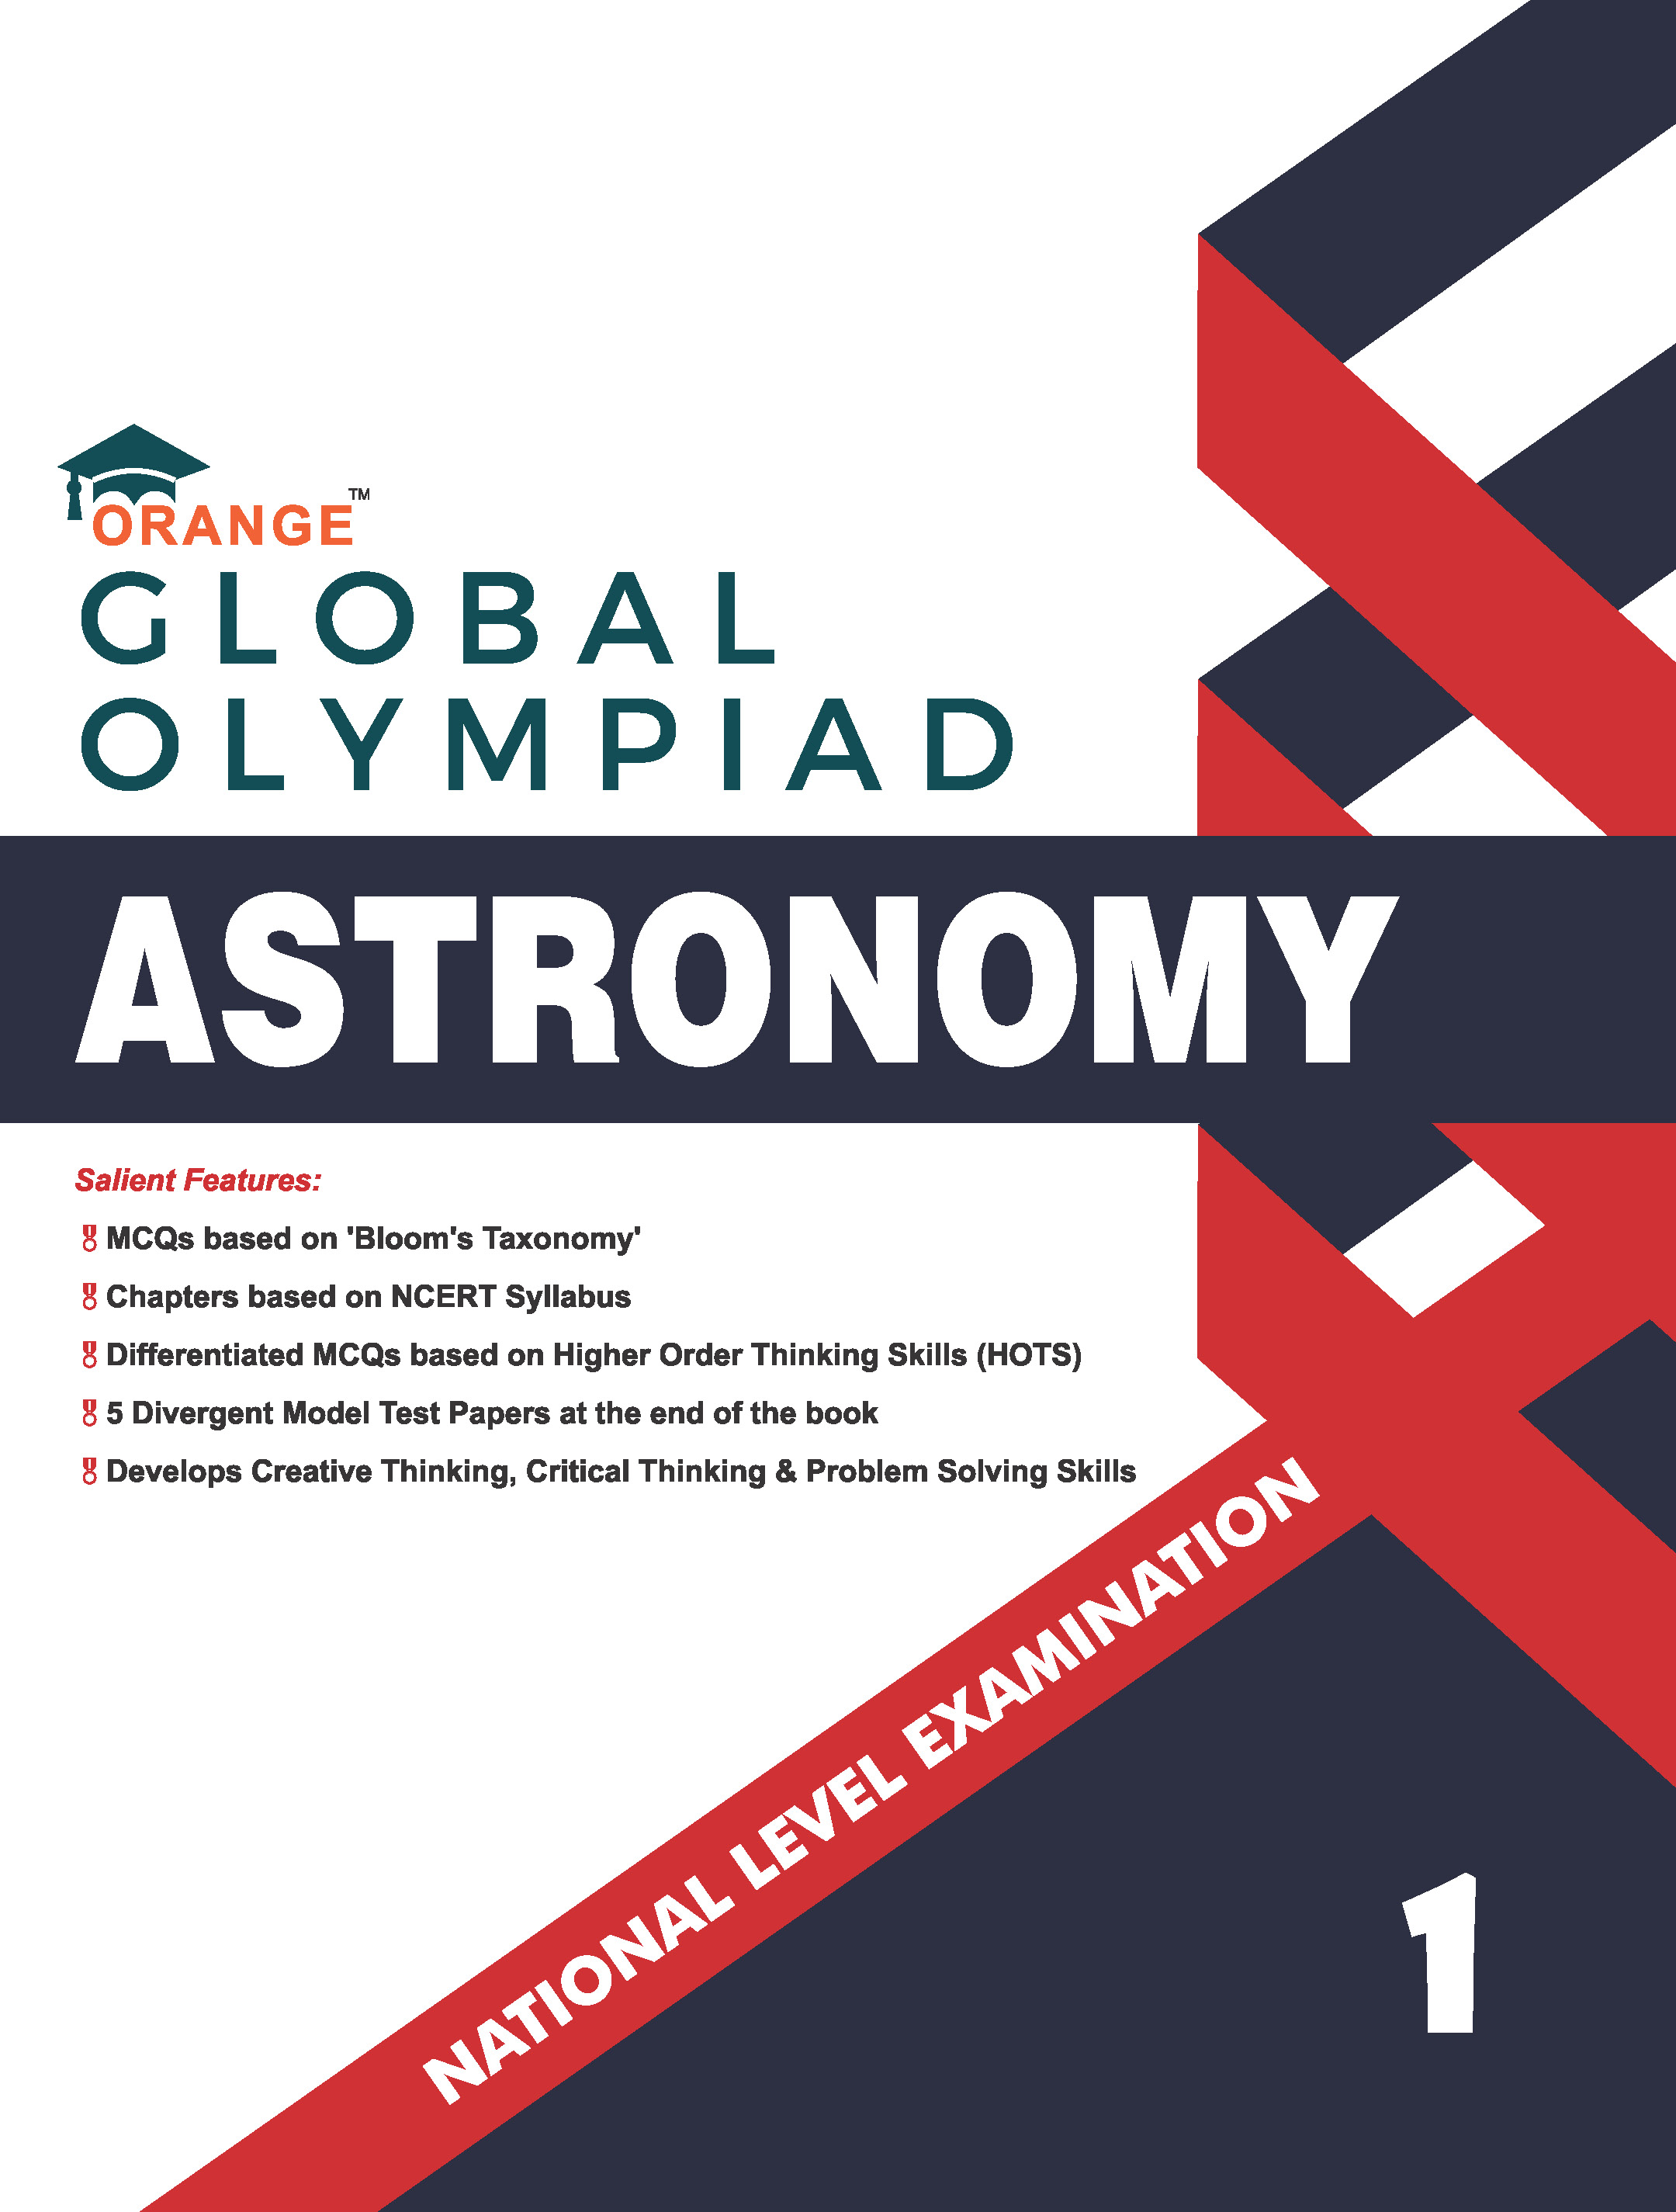 ORANGE™
GLOBAL
OLYMPIAD
ASTRONOMY
Salient Features:
MCQs based on 'Bloom's Taxonomy'
Chapters based on NCERT Syllabus
Differentiated MCQs based on Higher Order Thinking Skills (HOTS)
5 Divergent Model Test Papers at the end of the book
Develops Creative Thinking, Critical Thinking & Problem Solving Skills
NATIONAL LEVEL EXAMINATION
1